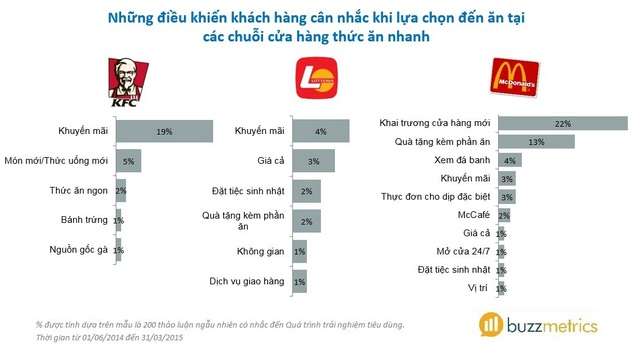 Những điều khiến khách hàng cân nhắc khi lựa chọn đến ăn tại
các chuỗi cửa hàng thức ăn nhanh
KFC
Khuyến mãi 19%
Món mới/Thức uống mới 5%
Thức ăn ngon 2%
Bánh trứng 1%
Nguồn gốc gà 1%
LOTTERIA
Khuyến mãi 4%
Giá cả 3%
Đặt tiệc sinh nhật 2%
Quà tặng kèm phần
ăn 2%
Không gian 1%
Dịch vụ giao hàng 1%
McDonald's
Khai trương cửa hàng mới 22%
Quà tặng kèm phần ăn 13%
Xem đá banh 4%
Khuyến mãi 3%
Thực đơn cho dịp đặc biệt 3%
McCafé 2%
Giá cả 1%
Mở cửa 24/7 1%
Đặt tiệc sinh nhật 1%
Vị trí 1%
% được tính dựa trên mẫu là 200 thảo luận ngẫu nhiên có nhắc đến Quá trình trải nghiệm tiêu dùng.
Thời gian từ 01/06/2014 đến 31/03/2015
buzzmetrics